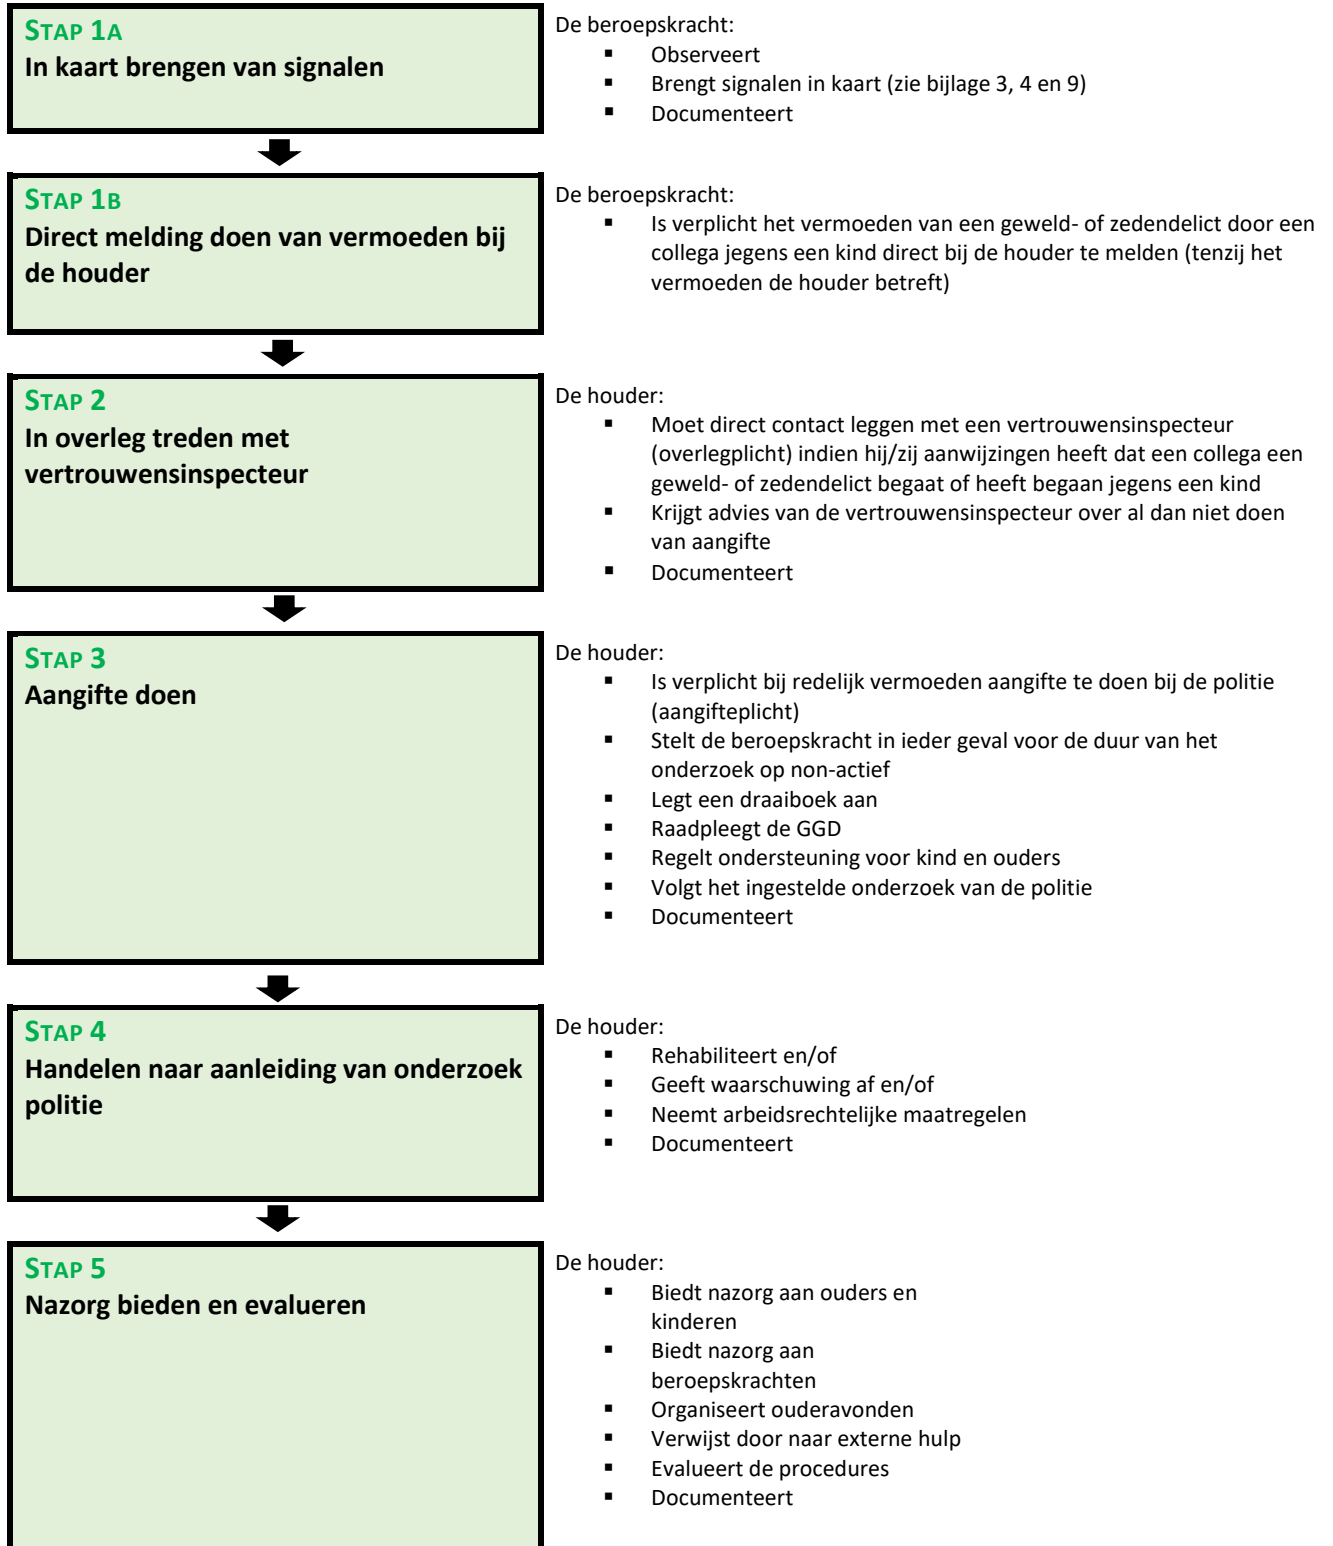 STAP 1A
In kaart brengen van signalen
De beroepskracht:
▪ Observeert
▪ Brengt signalen in kaart (zie bijlage 3, 4 en 9)
▪ Documenteert
STAP 1B
Direct melding doen van vermoeden bij
de houder
De beroepskracht:
▪ Is verplicht het vermoeden van een geweld- of zedendelict door een
collega jegens een kind direct bij de houder te melden (tenzij het
vermoeden de houder betreft)
STAP 2
In overleg treden met
vertrouwensinspecteur
De houder:
▪ Moet direct contact leggen met een vertrouwensinspecteur
(overlegplicht) indien hij/zij aanwijzingen heeft dat een collega een
geweld- of zedendelict begaat of heeft begaan jegens een kind
▪ Krijgt advies van de vertrouwensinspecteur over al dan niet doen
van aangifte
▪ Documenteert
STAP 3
Aangifte doen
De houder:
▪ Is verplicht bij redelijk vermoeden aangifte te doen bij de politie
(aangifteplicht)
▪ Stelt de beroepskracht in ieder geval voor de duur van het
onderzoek op non-actief
▪ Legt een draaiboek aan
▪ Raadpleegt de GGD
▪ Regelt ondersteuning voor kind en ouders
▪ Volgt het ingestelde onderzoek van de politie
▪ Documenteert
STAP 4
Handelen naar aanleiding van onderzoek
politie
De houder:
▪ Rehabiliteert en/of
▪ Geeft waarschuwing af en/of
▪ Neemt arbeidsrechtelijke maatregelen
▪ Documenteert
STAP 5
Nazorg bieden en evalueren
De houder:
▪ Biedt nazorg aan ouders en
kinderen
▪ Biedt nazorg aan
beroepskrachten
▪ Organiseert ouderavonden
▪ Verwijst door naar externe hulp
▪ Evalueert de procedures
▪ Documenteert